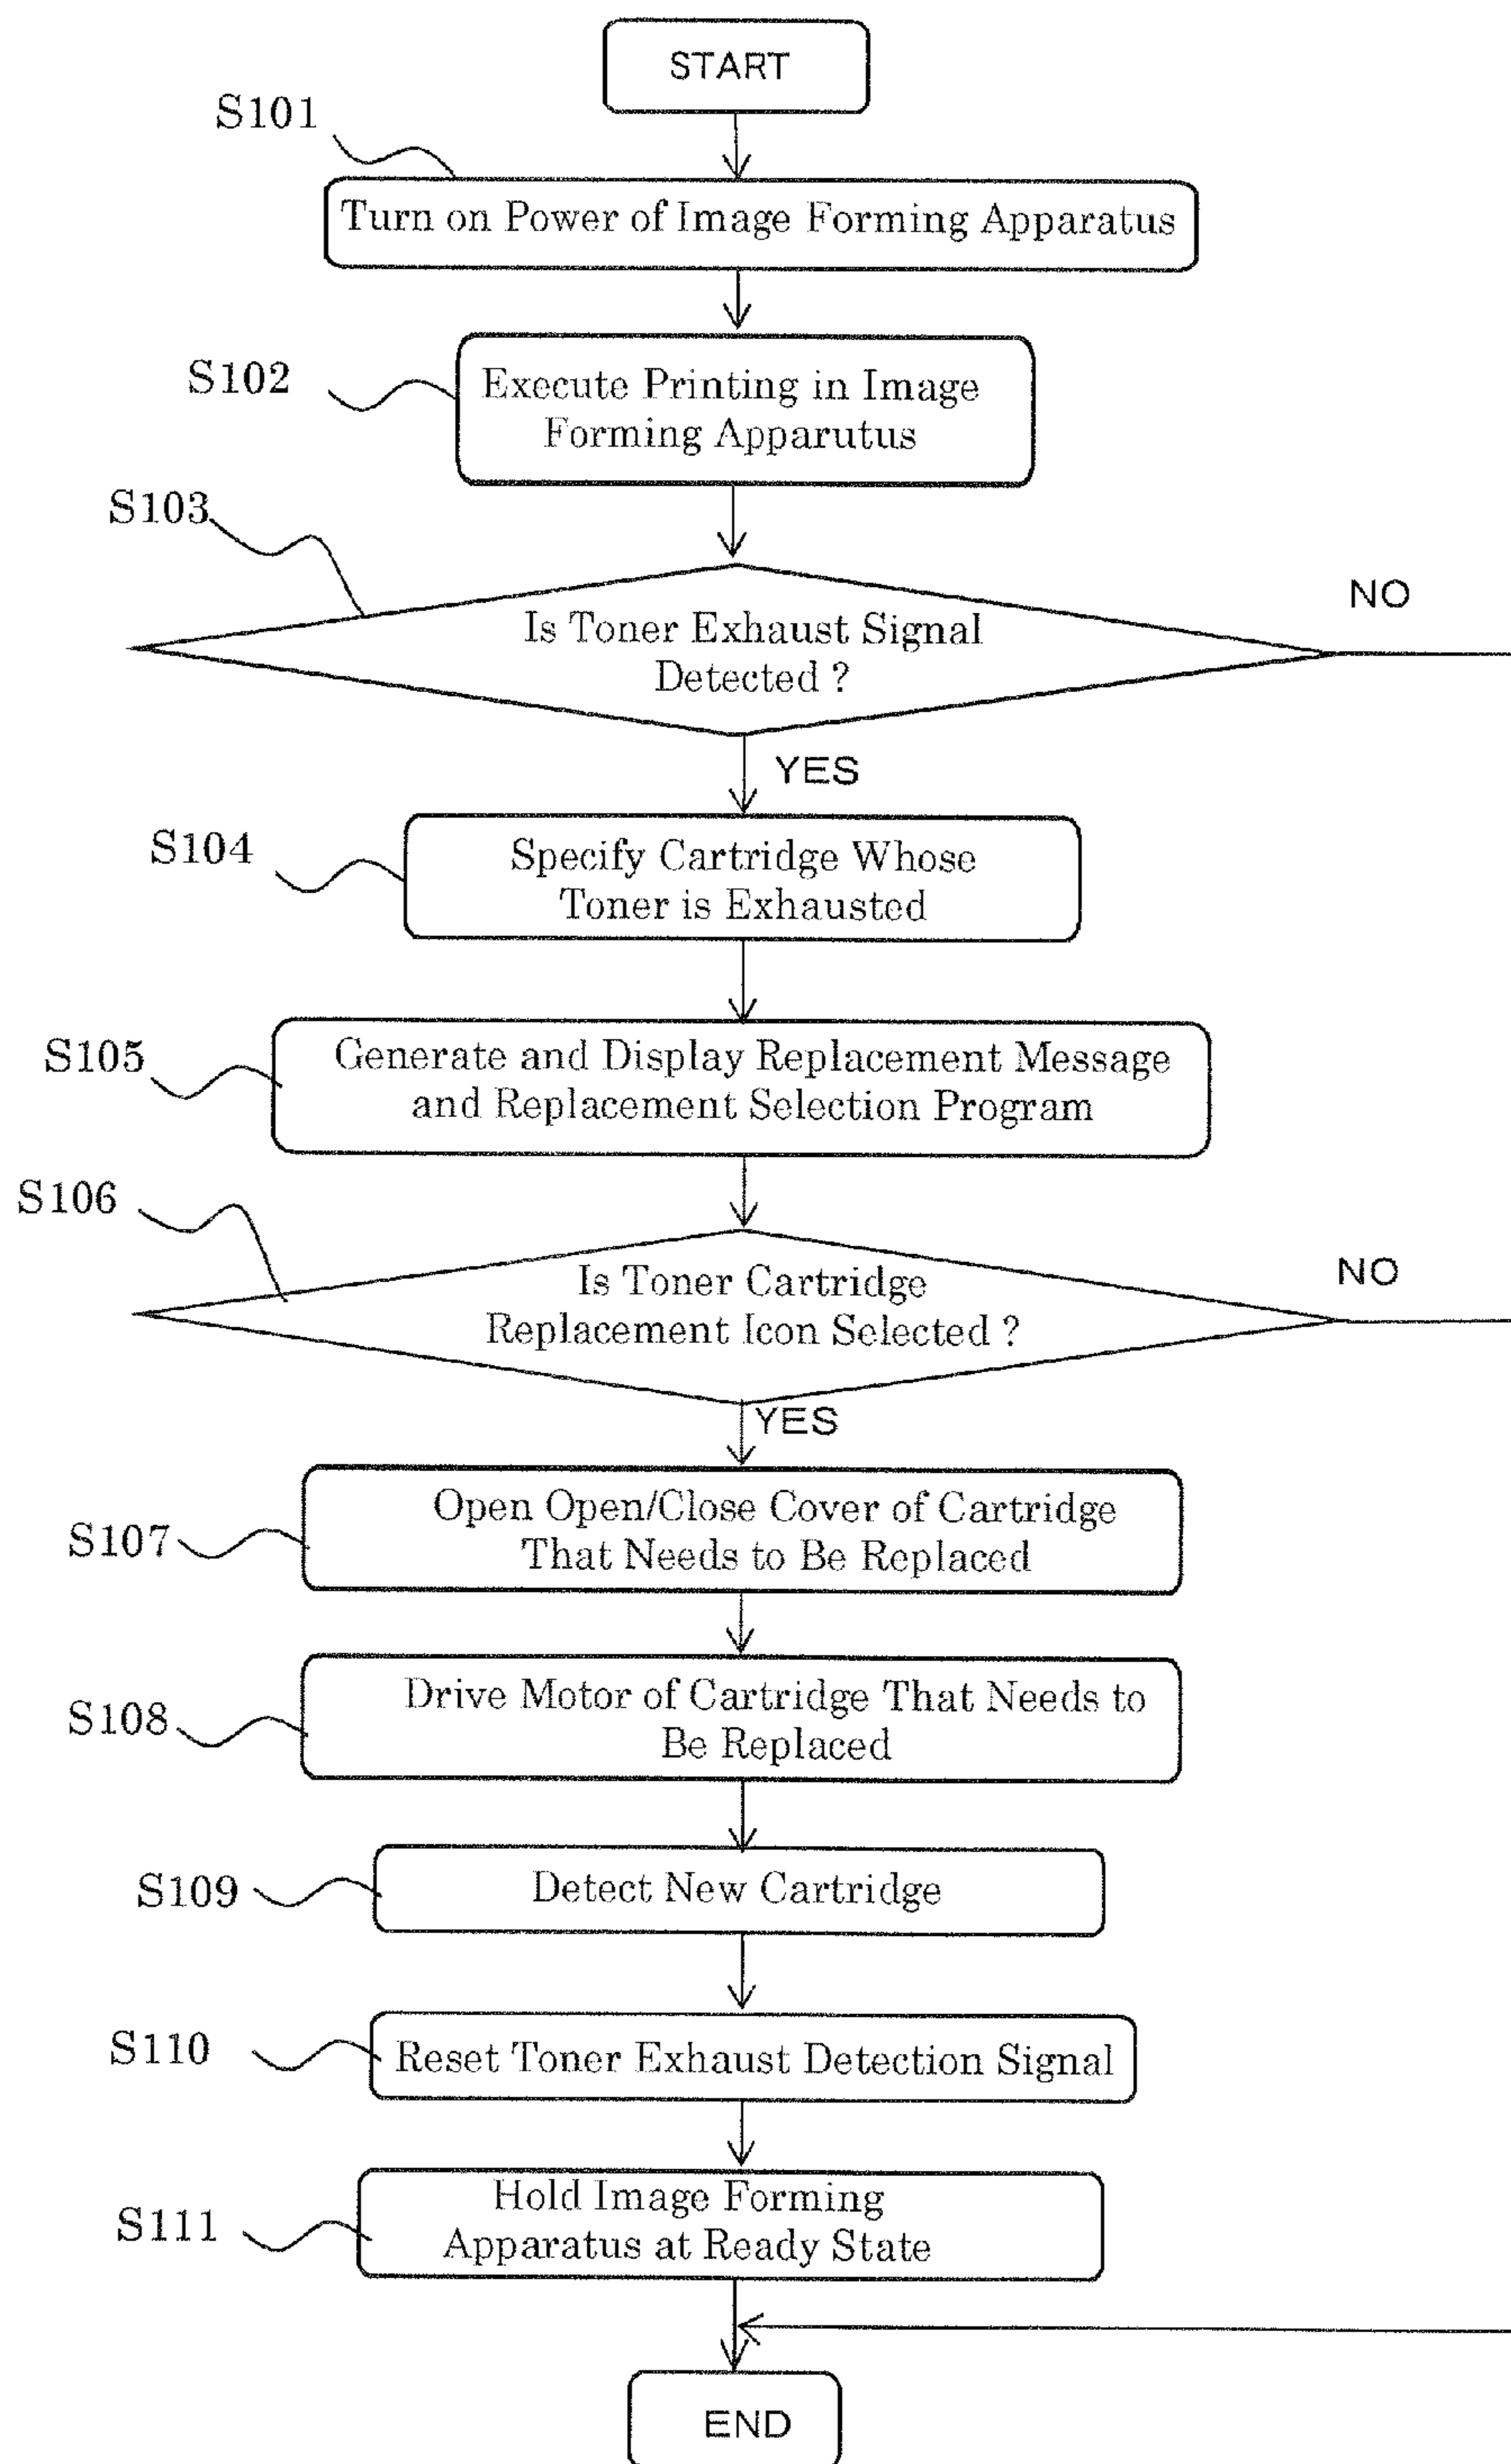 START
S101
Turn on Power of Image Forming Apparatus
S102
Execute Printing in Image
Forming Apparutus
S103
Is Toner Exhaust Signal
Detected ?
NO
YES
S104
Specify Cartridge Whose
Toner is Exhausted
S105
Generate and Display Replacement Message
and Replacement Selection Program
S106
Is Toner Cartridge
Replacement Icon Selected ?
NO
YES
S107
Open Open/Close Cover of Cartridge
That Needs to Be Replaced
S108
Drive Motor of Cartridge That Needs to
Be Replaced
S109
Detect New Cartridge
S110
Reset Toner Exhaust Detection Signal
S111
Hold Image Forming
Apparatus at Ready State
END